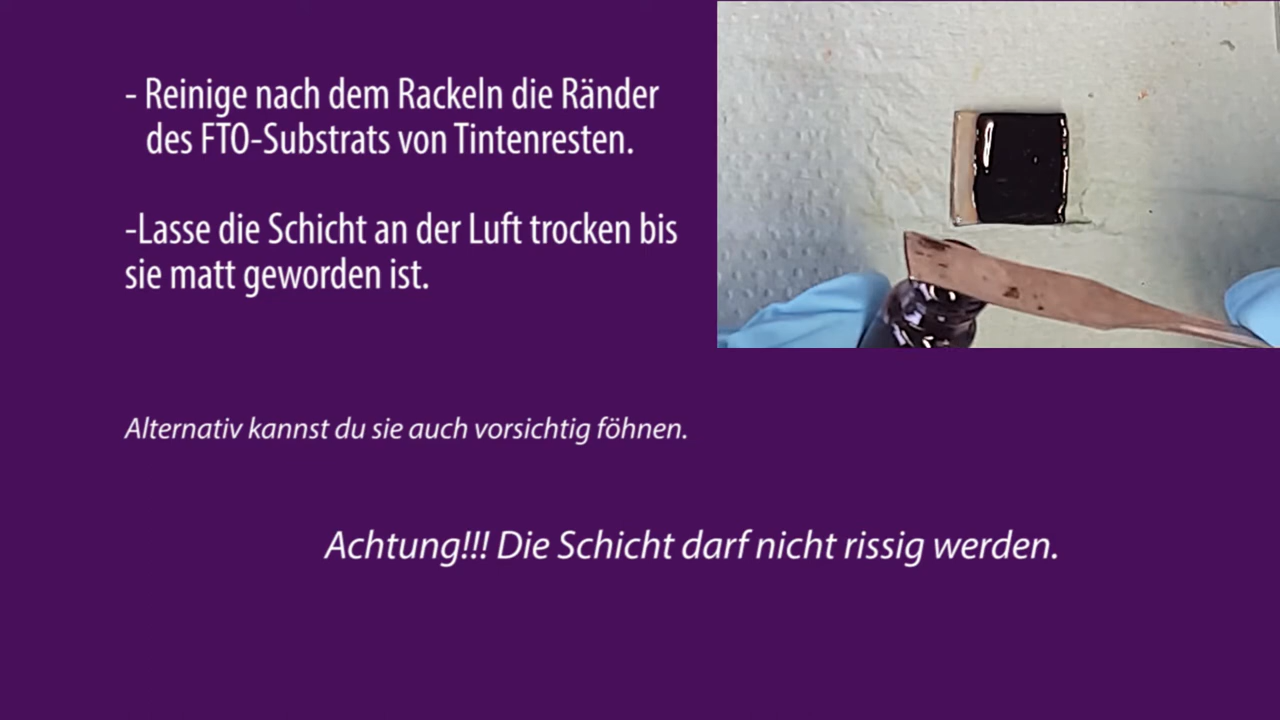 - Reinige nach dem Rackeln die Ränder
des FTO-Substrats von Tintenresten.
-Lasse die Schicht an der Luft trocken bis
sie matt geworden ist.
Alternativ kannst du sie auch vorsichtig föhnen.
Achtung!!! Die Schicht darf nicht rissig werden.